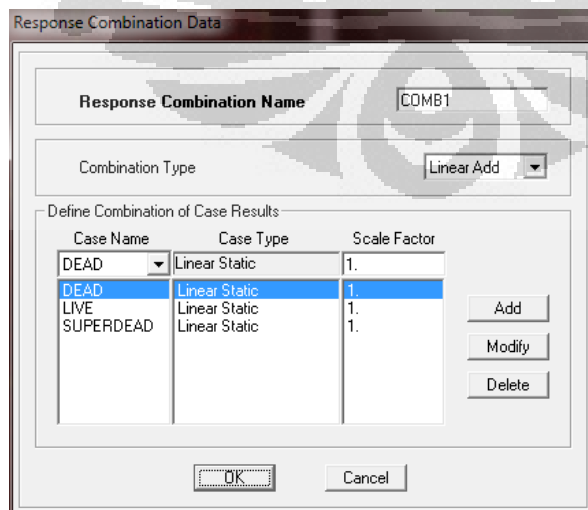 Response Combination Data
Response Combination Name COMB1
Combination Type Linear Add
Define Combination of Case Results
Case Name Case Type Scale Factor
DEAD Linear Static 1.
DEAD Linear Static 1.
LIVE Linear Static 1.
SUPERDEAD Linear Static 1.
Add
Modify
Delete
OK Cancel